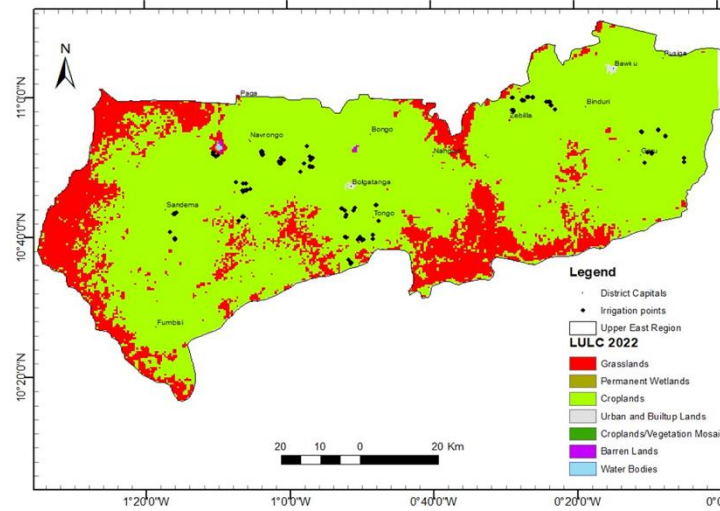 N
Pusiga
Bawku
11°0'0"N
Paga
Binduri
Zebilla
Bongo
Navrongo
Garu
Bolgatanga
Sandema
Tongo
10°40'0"N
Fumbisi
10°20'0"N
Legend
District Capitals
Irrigation points
Upper East Region
LULC 2022
Grasslands
Permanent Wetlands
Croplands
Urban and Builtup Lands
Croplands/Vegetation Mosai
Barren Lands
Water Bodies
20 10 0 20 Km
1°20'0"W 1°0'0"W 0°40'0"W 0°20'0"W 0°